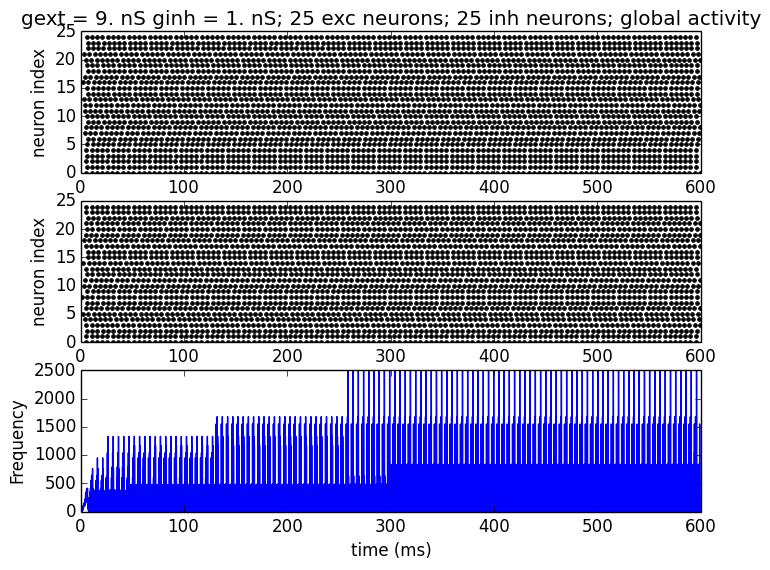 gext = 9. nS ginh = 1. nS; 25 exc neurons; 25 inh neurons; global activity
25
20
15
10
5
0
neuron index
0 100 200 300 400 500 600
25
20
15
10
5
0
neuron index
0 100 200 300 400 500 600
2500
2000
1500
1000
500
0
Frequency
0 100 200 300 400 500 600
time (ms)